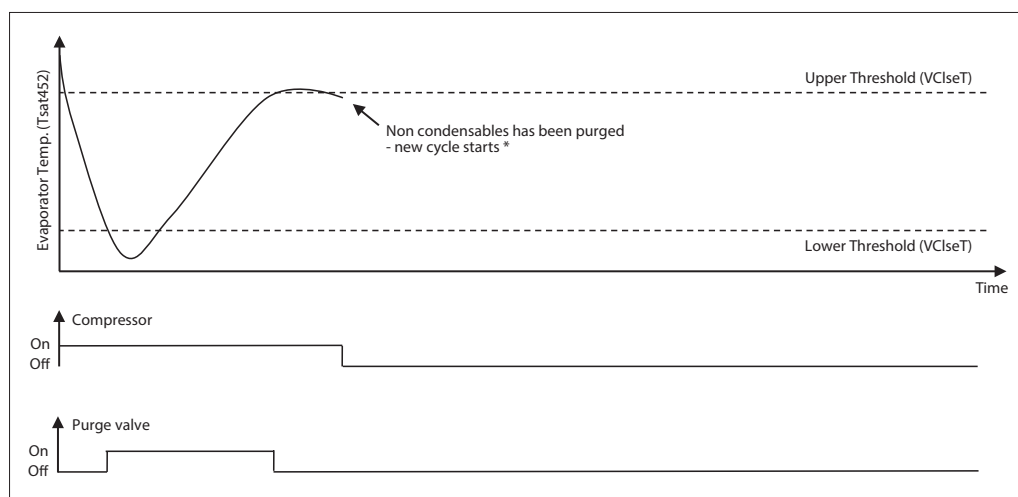 Evaporator Temp. (Tsat452)
Upper Threshold (VClseT)
Non condensables has been purged
- new cycle starts *
Lower Threshold (VClseT)
Time
Compressor
On
Off
Purge valve
On
Off